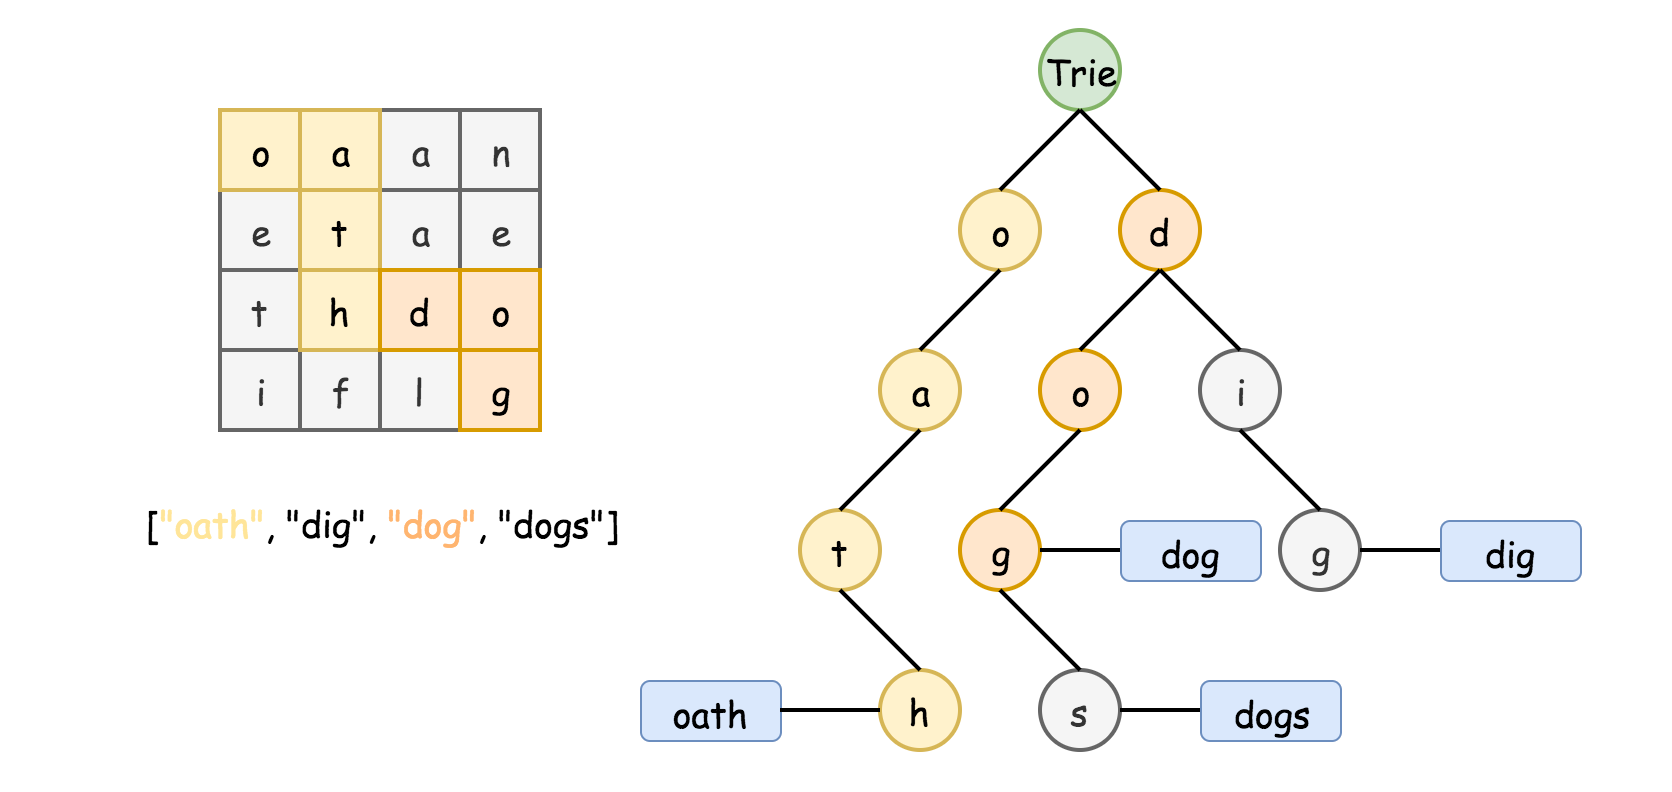 o a a n
e t a e
t h d o
i f l g
["oath", "dig", "dog", "dogs"]
Trie
o d
a o i
t g dog g dig
oath h s dogs